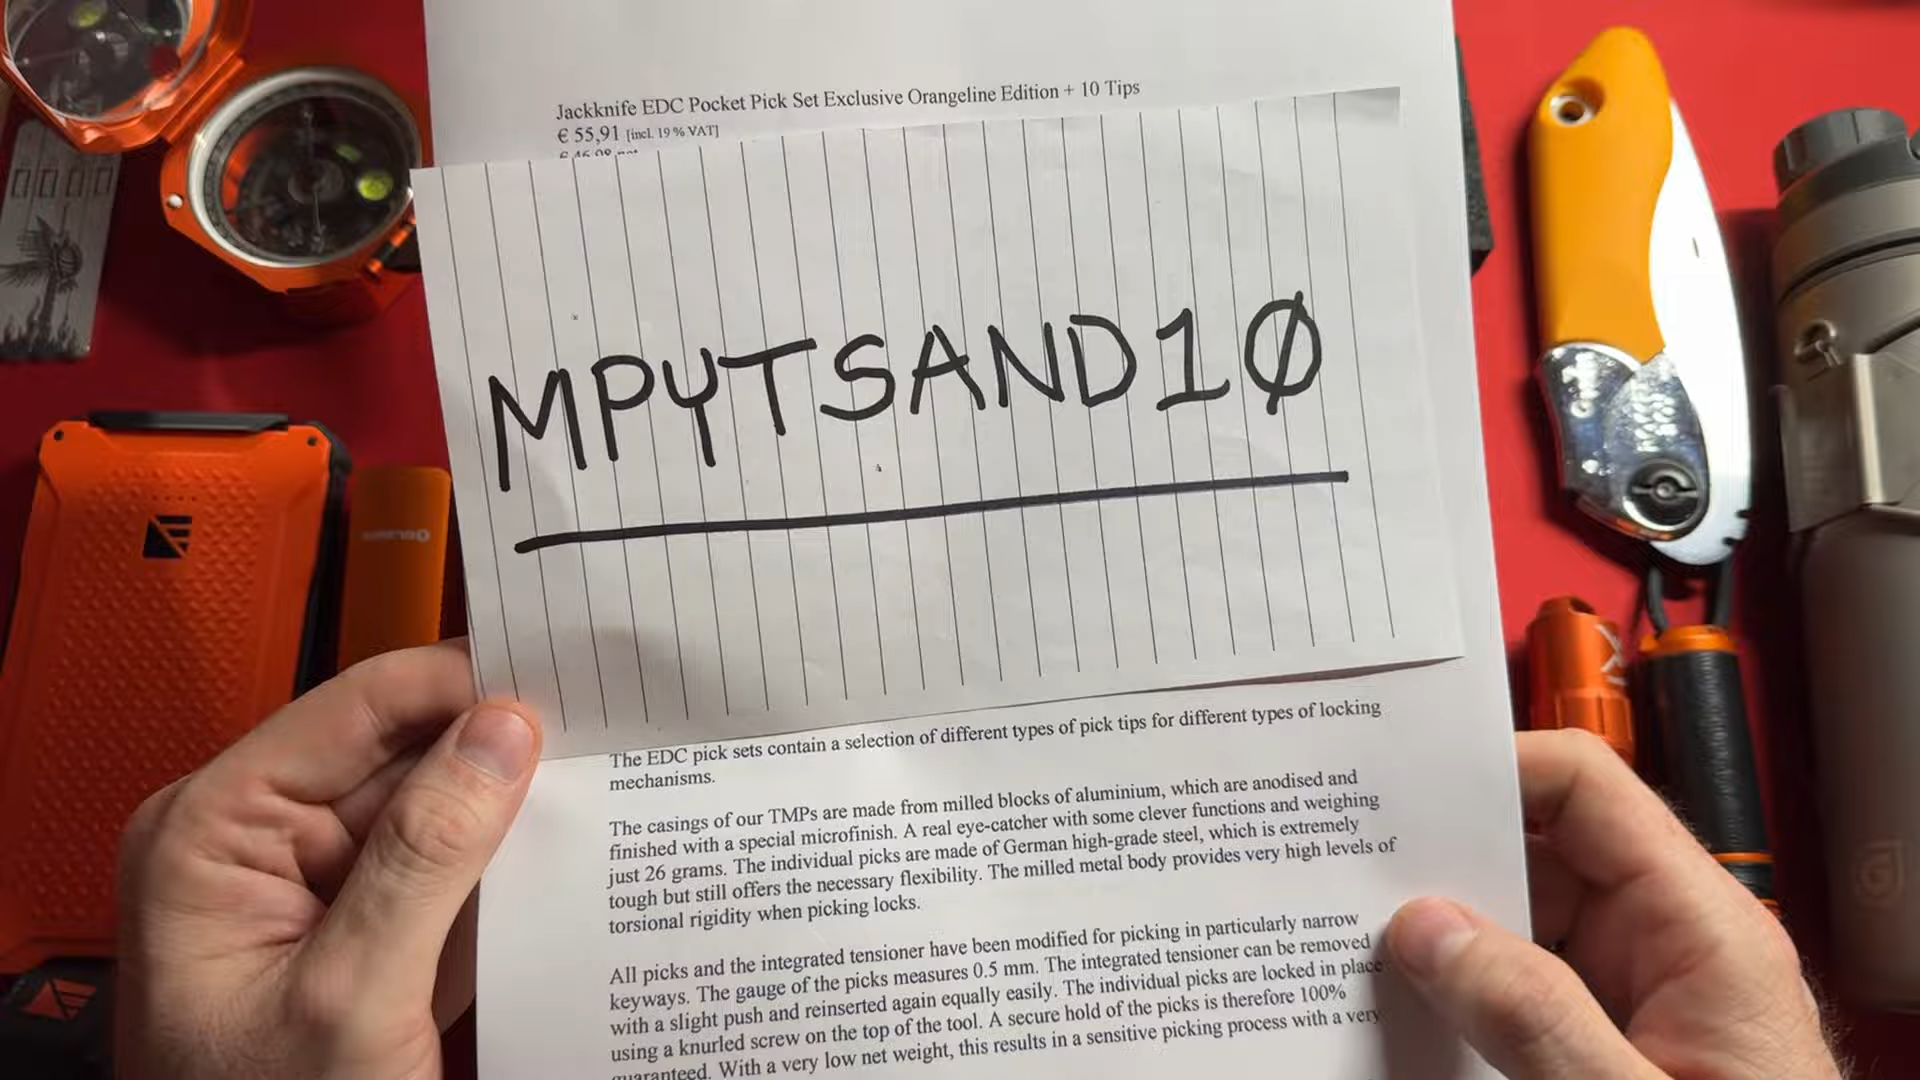 Jackknife EDC Pocket Pick Set Exclusive Orangeline Edition + 10 Tips
€ 55,91 [incl. 19 % VAT]
MPYTSAND10
The EDC pick sets contain a selection of different types of pick tips for different types of locking
mechanisms.
The casings of our TMPs are made from milled blocks of aluminium, which are anodised and
finished with a special microfinish. A real eye-catcher with some clever functions and weighing
just 26 grams. The individual picks are made of German high-grade steel, which is extremely
tough but still offers the necessary flexibility. The milled metal body provides very high levels of
torsional rigidity when picking locks.
All picks and the integrated tensioner have been modified for picking in particularly narrow
keyways. The gauge of the picks measures 0.5 mm. The integrated tensioner can be removed
with a slight push and reinserted again equally easily. The individual picks are locked in place
using a knurled screw on the top of the tool. A secure hold of the picks is therefore 100%
guaranteed. With a very low net weight, this results in a sensitive picking process with a very